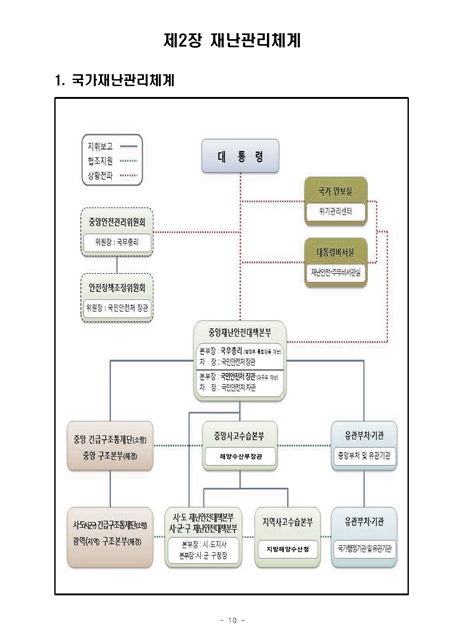 제2장 재난관리체계
1. 국가재난관리체계
지휘보고
협조지원
상황전파
대 통 령
국가 안보실
위기관리센터
중앙안전관리위원회
위원장 : 국무총리
대통령비서실
재난안전·주무비서관실
안전정책조정위원회
위원장 : 국민안전처 장관
중앙재난안전대책본부
본부장 : 국무총리
차 장 : 국민안전처 장관
본부장 : 국민안전처 장관 (대규모 재난)
차 장 : 국민안전처 차관
중앙 긴급구조통제단(소방)
중앙 구조본부(해경)
중앙사고수습본부
해양수산부장관
유관부처·기관
중앙부처 및 유관기관
시·도(시군구) 긴급구조통제단(소방)
광역(지역) 구조본부(해경)
시·도 재난안전대책본부
시·군·구 재난안전대책본부
본부장 : 시·도지사
본부장 : 시·군·구청장
지역사고수습본부
지방해양수산청
유관부처·기관
국가행정기관 및 유관기관
- 10 -